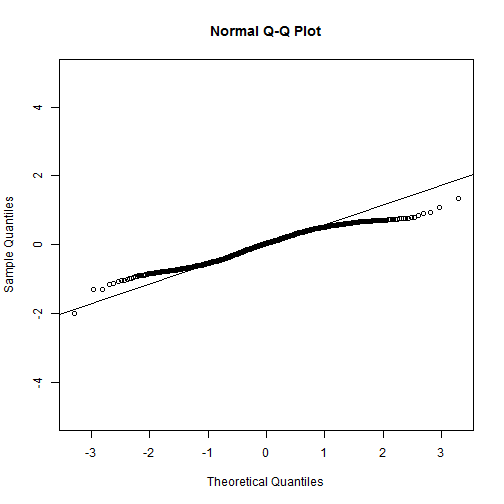 Normal Q-Q Plot
4
2
0
-2
-4
Sample Quantiles
-3 -2 -1 0 1 2 3
Theoretical Quantiles